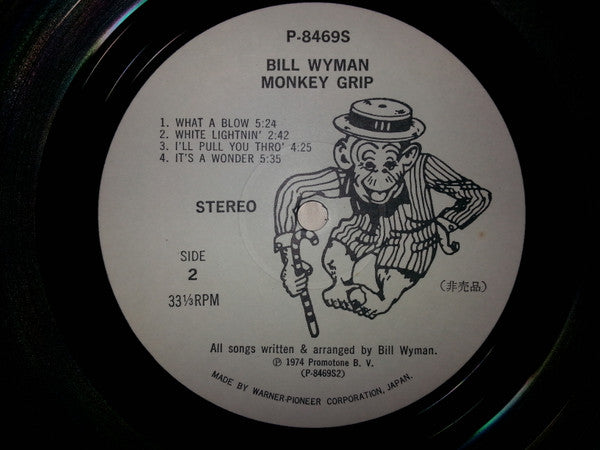 P-8469S
BILL WYMAN
MONKEY GRIP
1. WHAT A BLOW 5:24
2. WHITE LIGHTNIN' 2:42
3. I'LL PULL YOU THRO' 4:25
4. IT'S A WONDER 5:35
STEREO
SIDE
2
33⅓RPM
(非売品)
All songs written & arranged by Bill Wyman.
℗ 1974 Promotone B. V.
(P-8469S2)
MADE BY WARNER-PIONEER CORPORATION, JAPAN.